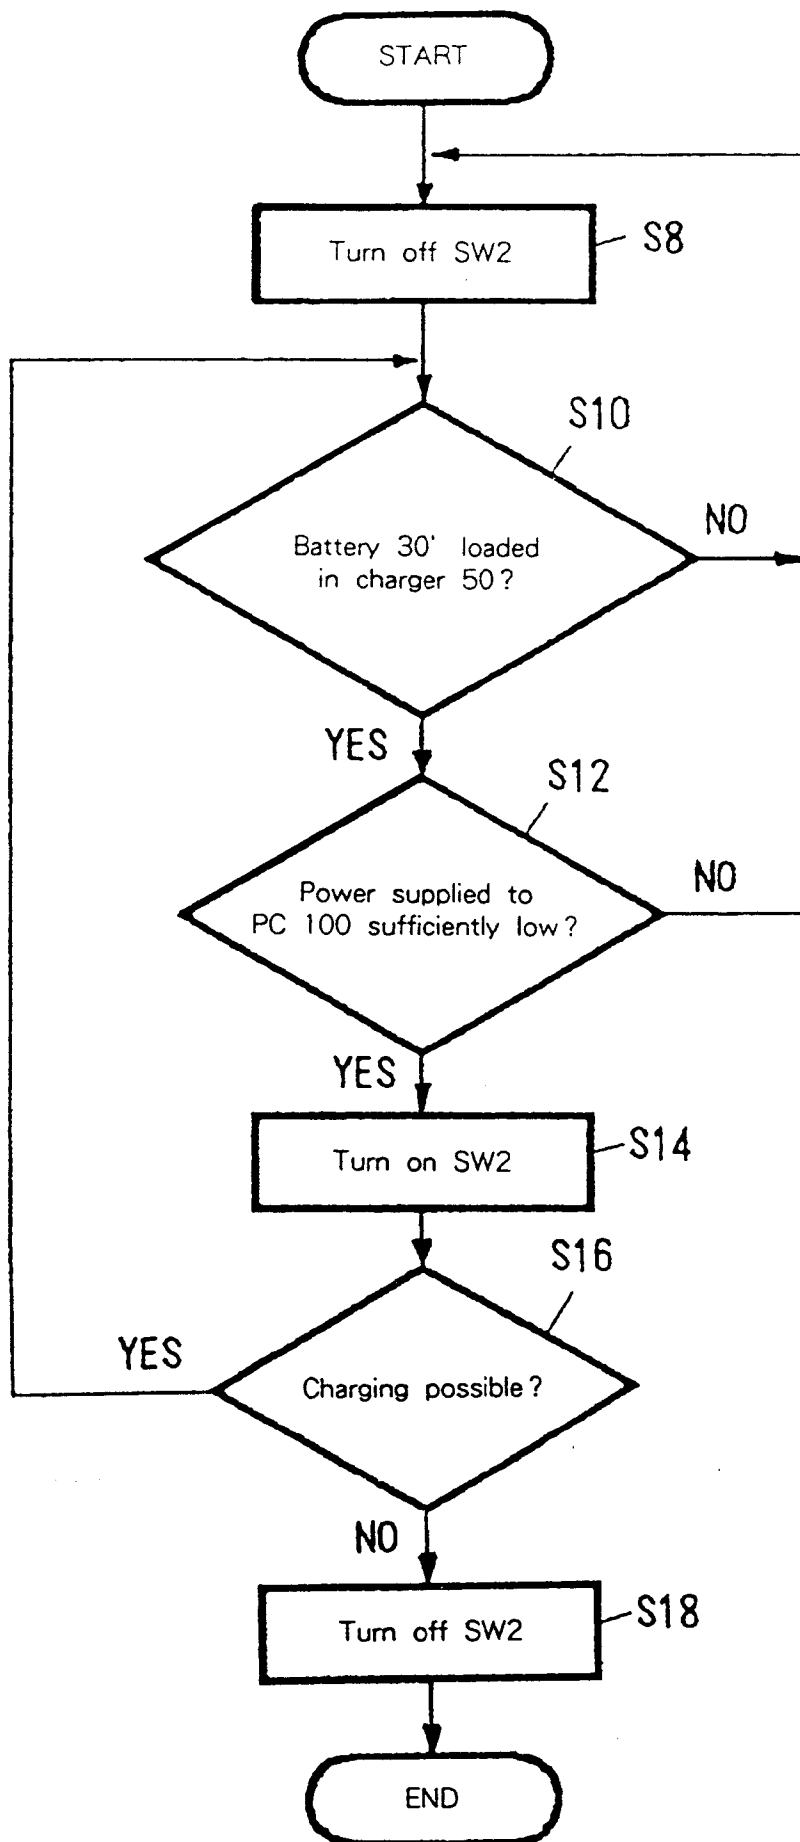 START
Turn off SW2
S8
S10
Battery 30' loaded
in charger 50?
NO
YES
S12
Power supplied to
PC 100 sufficiently low?
NO
YES
Turn on SW2
S14
S16
YES
Charging possible?
NO
Turn off SW2
S18
END